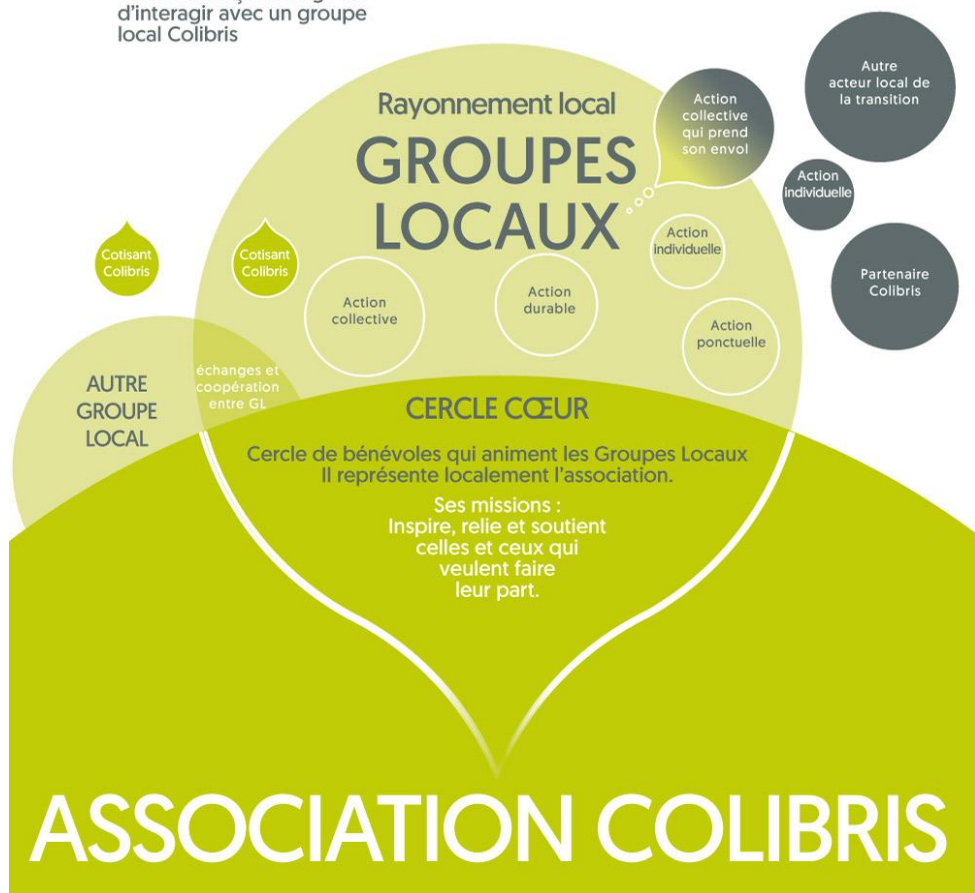 d'interagir avec un groupe
local Colibris
Autre
acteur local de
la transition
Action
collective
qui prend
son envol
Rayonnement local
GROUPES
LOCAUX
Action
individuelle
Action
individuelle
Cotisant
Colibris
Cotisant
Colibris
Partenaire
Colibris
Action
collective
Action
durable
Action
ponctuelle
AUTRE
GROUPE
LOCAL
échanges et
coopération
entre GL
CERCLE CŒUR
Cercle de bénévoles qui animent les Groupes Locaux
Il représente localement l'association.
Ses missions :
Inspire, relie et soutient
celles et ceux qui
veulent faire
leur part.
ASSOCIATION COLIBRIS